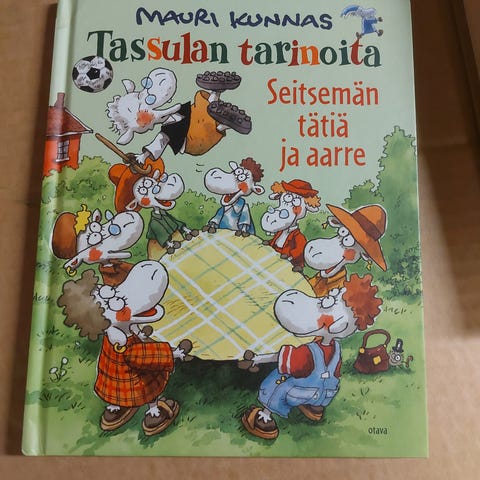 MAURI KUNNAS
Tassulan tarinoita
Seitsemän
tätiä
ja aarre
otava